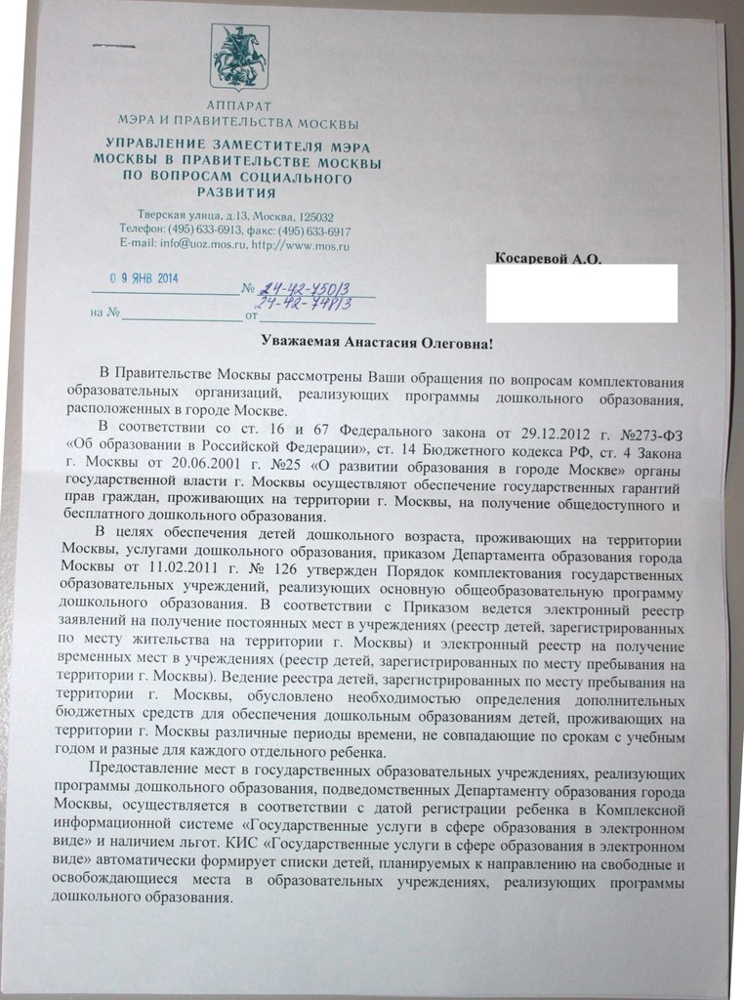 АППАРАТ
МЭРА И ПРАВИТЕЛЬСТВА МОСКВЫ
УПРАВЛЕНИЕ ЗАМЕСТИТЕЛЯ МЭРА
МОСКВЫ В ПРАВИТЕЛЬСТВЕ МОСКВЫ
ПО ВОПРОСАМ СОЦИАЛЬНОГО
РАЗВИТИЯ
Тверская улица, д.13, Москва, 125032
Телефон: (495) 633-6913, факс: (495) 633-6917
E-mail: info@uoz.mos.ru, http://www.mos.ru
Косаревой А.О.
09 ЯНВ 2014 № 24-42-750/3
24-42-748/3
на № от
Уважаемая Анастасия Олеговна!
В Правительстве Москвы рассмотрены Ваши обращения по вопросам комплектования
образовательных организаций, реализующих программы дошкольного образования,
расположенных в городе Москве.
В соответствии со ст. 16 и 67 Федерального закона от 29.12.2012 г. №273-ФЗ
«Об образовании в Российской Федерации», ст. 14 Бюджетного кодекса РФ, ст. 4 Закона
г. Москвы от 20.06.2001 г. №25 «О развитии образования в городе Москве» органы
государственной власти г. Москвы осуществляют обеспечение государственных гарантий
прав граждан, проживающих на территории г. Москвы, на получение общедоступного и
бесплатного дошкольного образования.
В целях обеспечения детей дошкольного возраста, проживающих на территории
Москвы, услугами дошкольного образования, приказом Департамента образования города
Москвы от 11.02.2011 г. № 126 утвержден Порядок комплектования государственных
образовательных учреждений, реализующих основную общеобразовательную программу
дошкольного образования. В соответствии с Приказом ведется электронный реестр
заявлений на получение постоянных мест в учреждениях (реестр детей, зарегистрированных
по месту жительства на территории г. Москвы) и электронный реестр на получение
временных мест в учреждениях (реестр детей, зарегистрированных по месту пребывания на
территории г. Москвы). Ведение реестра детей, зарегистрированных по месту пребывания на
территории г. Москвы, обусловлено необходимостью определения дополнительных
бюджетных средств для обеспечения дошкольным образованиям детей, проживающих на
территории г. Москвы различные периоды времени, не совпадающие по срокам с учебным
годом и разные для каждого отдельного ребенка.
Предоставление мест в государственных образовательных учреждениях, реализующих
программы дошкольного образования, подведомственных Департаменту образования города
Москвы, осуществляется в соответствии с датой регистрации ребенка в Комплексной
информационной системе «Государственные услуги в сфере образования в электронном
виде» и наличием льгот. КИС «Государственные услуги в сфере образования в электронном
виде» автоматически формирует списки детей, планируемых к направлению на свободные и
освобождающиеся места в образовательных учреждениях, реализующих программы
дошкольного образования.